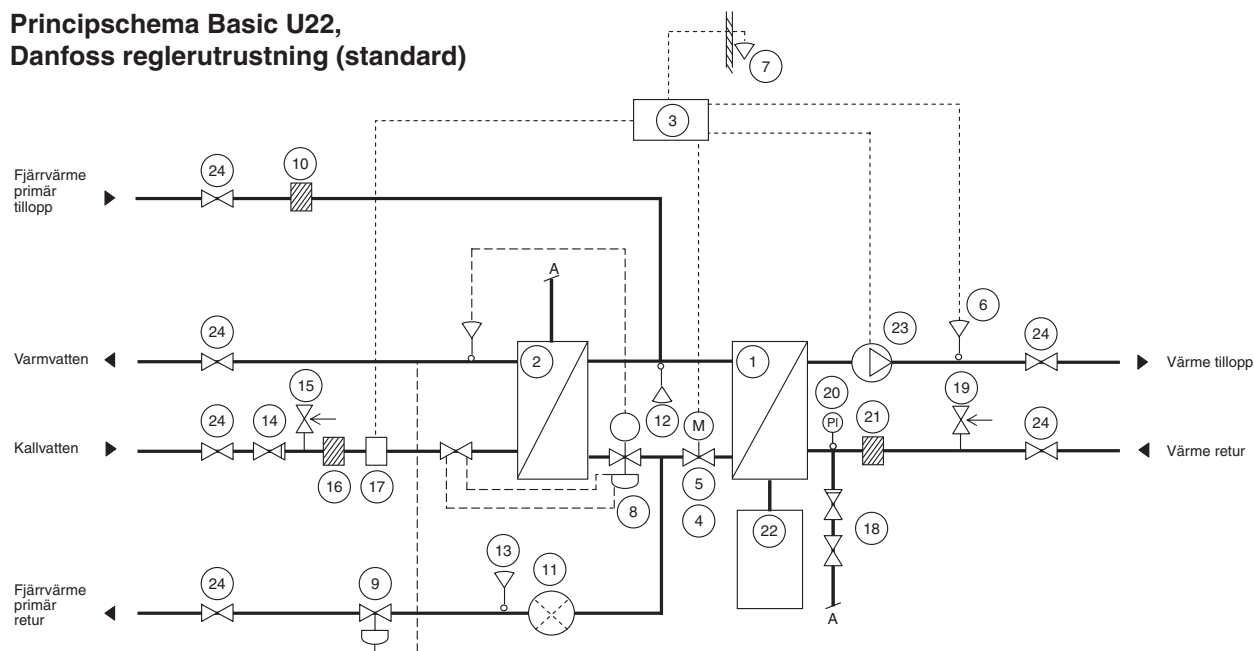 Principschema Basic U22,
Danfoss reglerutrustning (standard)
7
3
24
10
Fjärrvärme
primär
tillopp
A
6
24
23
24
2
1
Varmvatten
Värme tillopp
15
12
20
19
24
14
M
PI
21
24
Kallvatten
Värme retur
16
17
8
5
4
22
18
13
11
24
9
Fjärrvärme
primär
retur
A